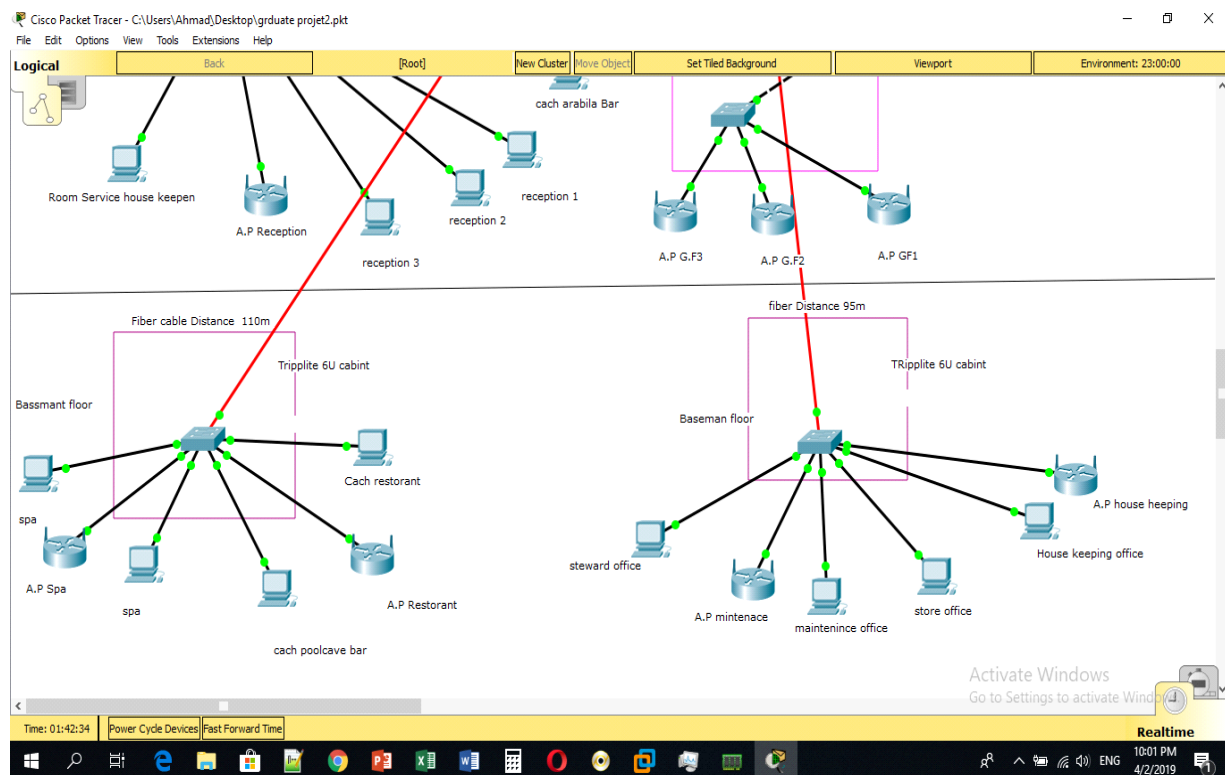 Cisco Packet Tracer - C:\Users\Ahmad\Desktop\grduate projet2.pkt
File Edit Options View Tools Extensions Help
Logical Back [Root] New Cluster Move Object Set Tiled Background Viewport Environment: 23:00:00
cach arabila Bar
Room Service house keepen
A.P Reception
reception 3
reception 2
reception 1
A.P G.F3
A.P G.F2
A.P GF1
Fiber cable Distance 110m
Tripplite 6U cabint
Bassmant floor
Cach restorant
spa
A.P Spa
spa
cach poolcave bar
A.P Restorant
fiber Distance 95m
TRipplite 6U cabint
Baseman floor
A.P house heeping
House keeping office
steward office
A.P mintenace
maintenince office
store office
Activate Windows
Go to Settings to activate Windo
Time: 01:42:34 Power Cycle Devices Fast Forward Time
Realtime
ENG
10:01 PM
4/2/2019
1